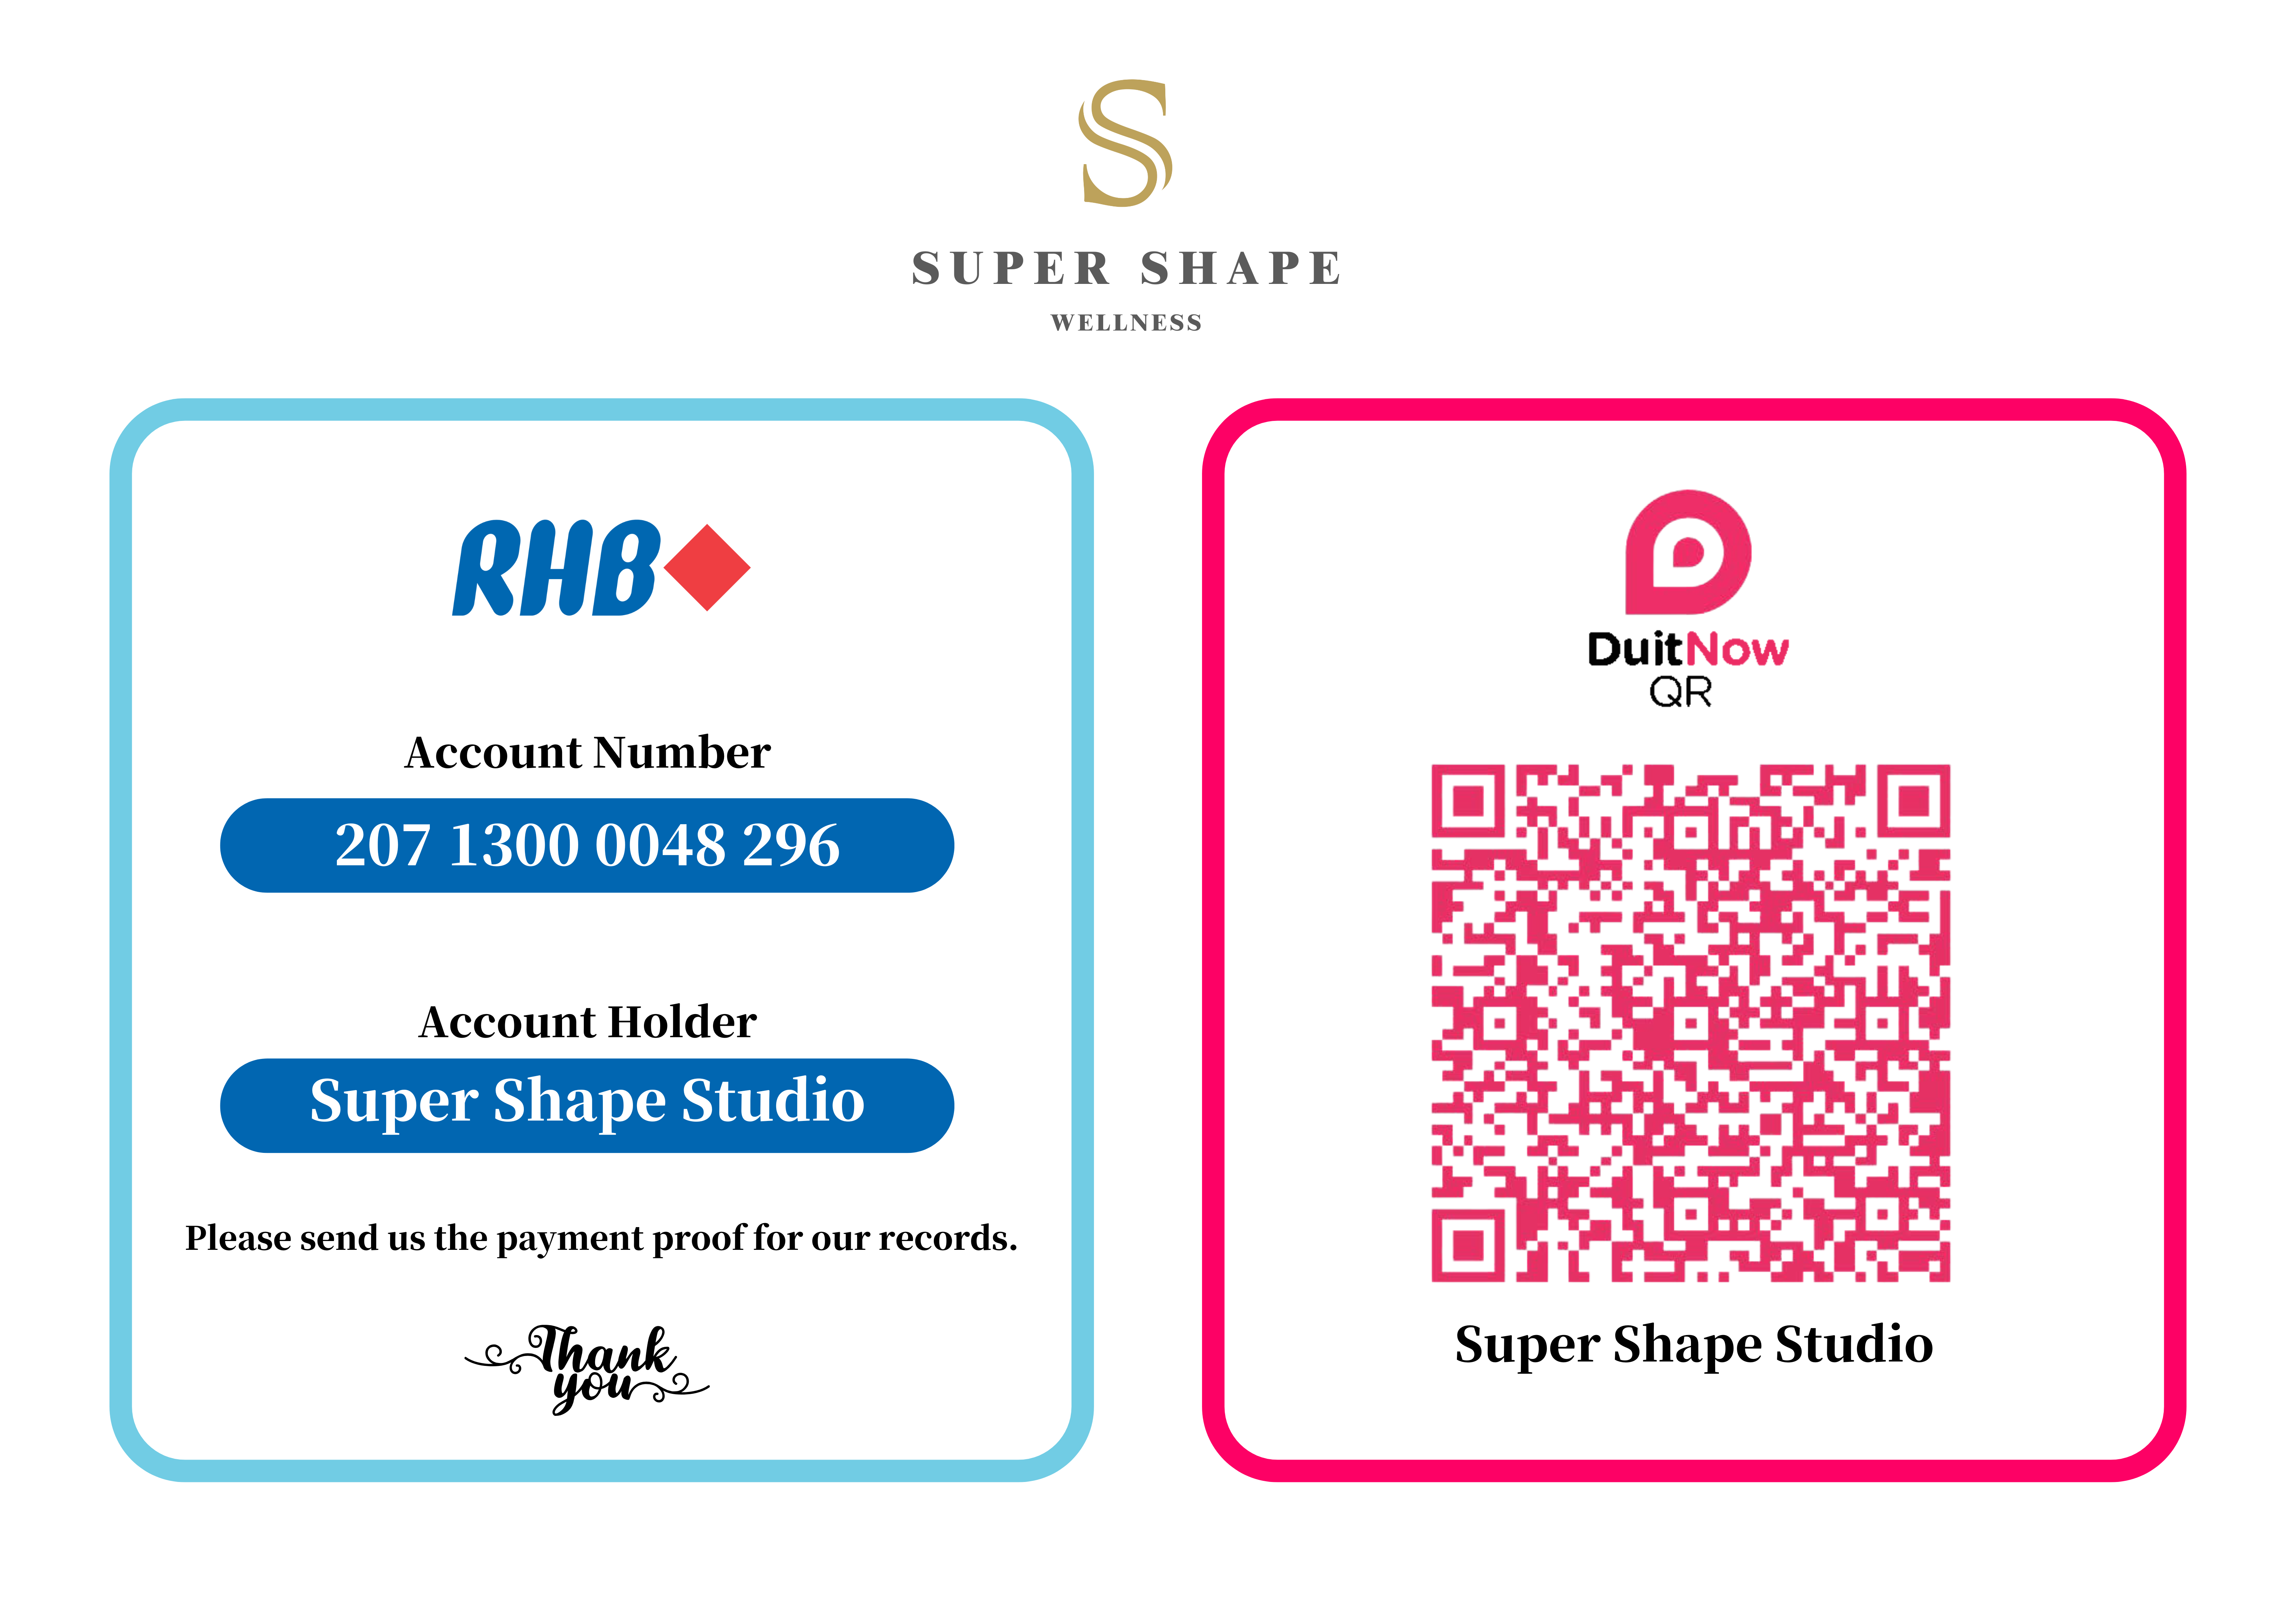 SUPER SHAPE
WELLNESS
RHB
Account Number
207 1300 0048 296
Account Holder
Super Shape Studio
Please send us the payment proof for our records.
Thank
you
DuitNow
QR
Super Shape Studio